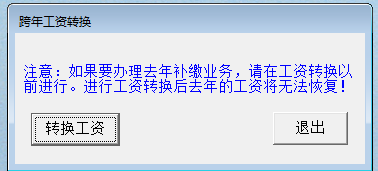 跨年工资转换
注意：如果要办理去年补缴业务，请在工资转换以
前进行。进行工资转换后去年的工资将无法恢复！
转换工资
退出